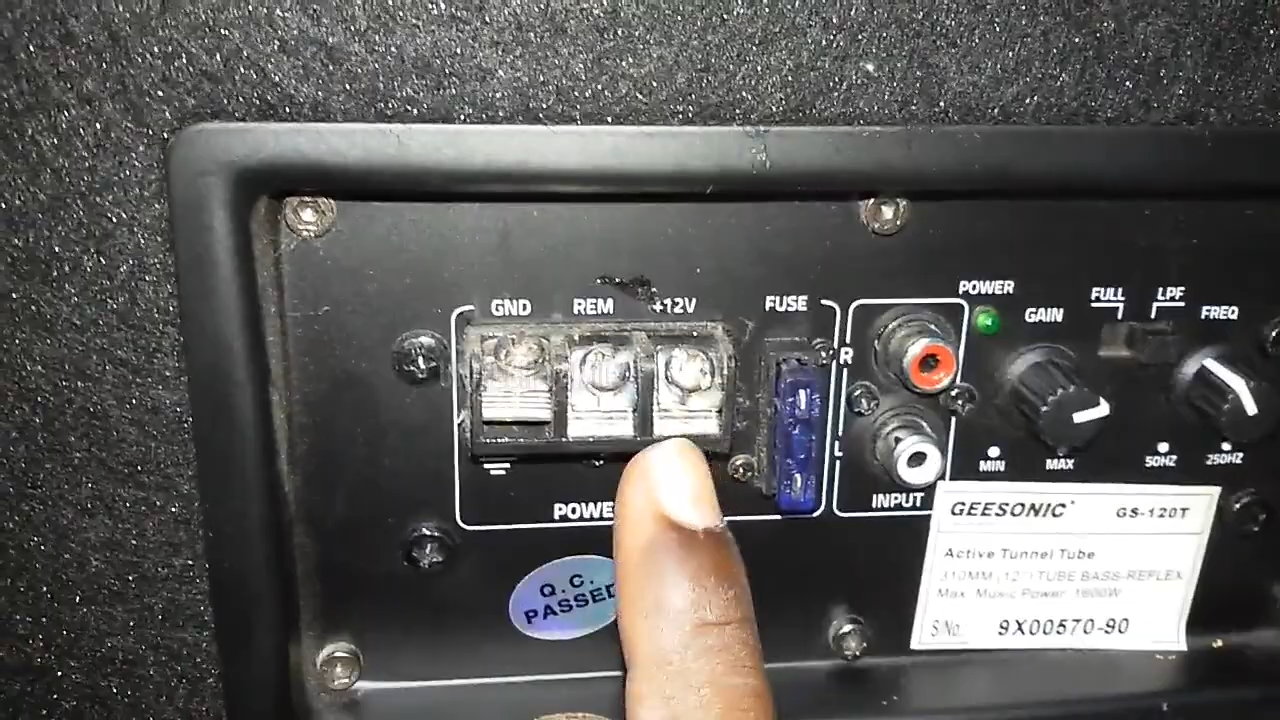 GND REM +12V FUSE
POWER
FULL LPF
GAIN FREQ
R
L
MIN MAX 50HZ 250HZ
INPUT
POWE
Q.C.
PASSED
GEESONIC GS-120T
Active Tunnel Tube
310MM (12") TUBE BASS-REFLEX
Max. Music Power 1600W
S/No. 9X00570-90